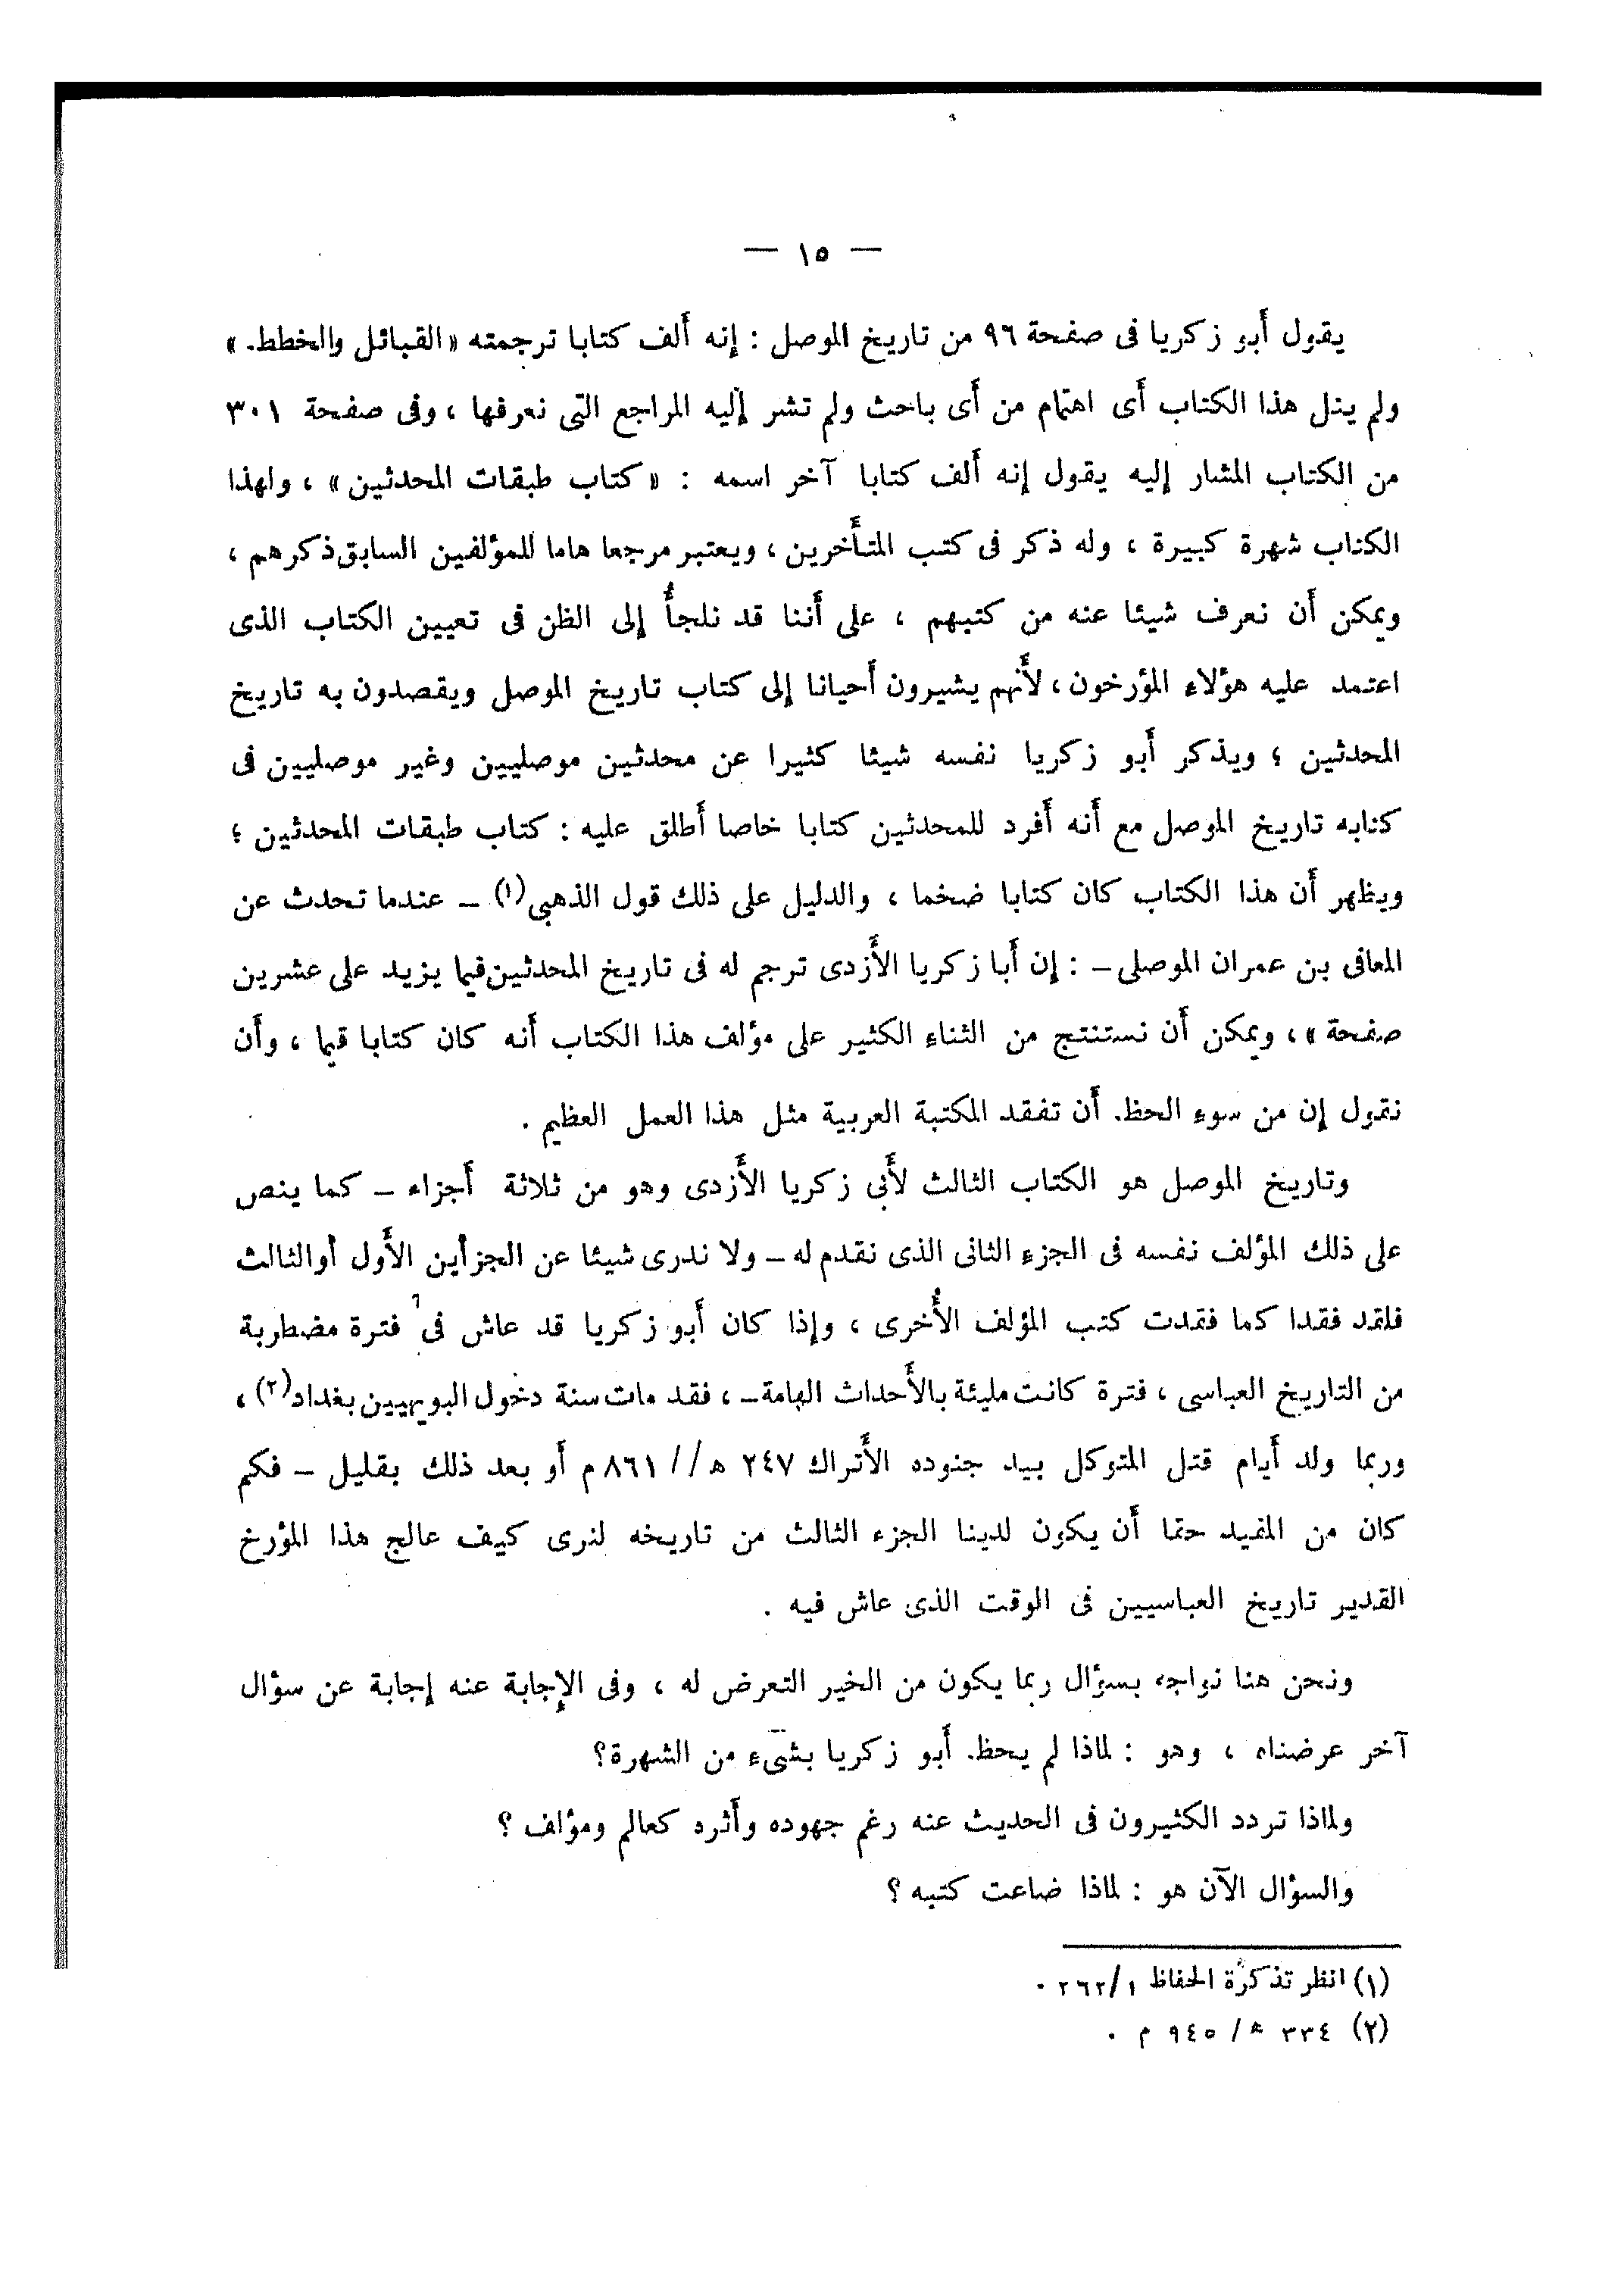 — ١٥ —
يقول أبو زكريا فى صفحة ٩٦ من تاريخ الموصل : إنه ألف كتابا ترجمته «القبائل والخطط. »
ولم ينل هذا الكتاب أى اهتمام من أى باحث ولم تشر إليه المراجع التى نعرفها ، وفى صفحة ٣٠١
من الكتاب المشار إليه يقول إنه ألف كتابا آخر اسمه : «كتاب طبقات المحدثين» ، ولهذا
الكتاب شهرة كبيرة ، وله ذكر فى كتب المتأخرين ، ويعتبر مرجعا هاما للمؤلفين السابق ذكرهم ،
ويمكن أن نعرف شيئا عنه من كتبهم ، على أننا قد نلجأ إلى الظن فى تعيين الكتاب الذى
اعتمد عليه هؤلاء المؤرخون ، لأنهم يشيرون أحيانا إلى كتاب تاريخ الموصل ويقصدون به تاريخ
المحدثين ؛ ويذكر أبو زكريا نفسه شيئا كثيرا عن محدثين موصليين وغير موصليين فى
كتابه تاريخ الموصل مع أنه أفرد للمحدثين كتابا خاصا أطلق عليه : كتاب طبقات المحدثين ؛
ويظهر أن هذا الكتاب كان كتابا ضخما ، والدليل على ذلك قول الذهبى(١) – عندما تحدث عن
المعافى بن عمران الموصلى – : إن أبا زكريا الأزدى ترجم له فى تاريخ المحدثين فيما يزيد على عشرين
صفحة » ، ويمكن أن نستنتج من الثناء الكثير على مؤلف هذا الكتاب أنه كان كتابا قيما ، وأن
نقول إن من سوء الحظ. أن تفقد المكتبة العربية مثل هذا العمل العظيم .
وتاريخ الموصل هو الكتاب الثالث لأبى زكريا الأزدى وهو من ثلاثة أجزاء – كما ينص
على ذلك المؤلف نفسه فى الجزء الثانى الذى نقدم له – ولا ندرى شيئا عن الجزأين الأول أو الثالث
فلقد فقدا كما فقدت كتب المؤلف الأُخرى ، وإذا كان أبو زكريا قد عاش فى فترة مضطربة
من التاريخ العباسى ، فترة كانت مليئة بالأحداث الهامة – ، فقد مات سنة دخول البويهيين بغداد(٢) ،
وربما ولد أيام قتل المتوكل بيد جنوده الأتراك ٢٤٧ ه // ٨٦١ م أو بعد ذلك بقليل – فكم
كان من المفيد حتما أن يكون لدينا الجزء الثالث من تاريخه لنرى كيف عالج هذا المؤرخ
القدير تاريخ العباسيين فى الوقت الذى عاش فيه .
ونحن هنا نواجه بسؤال ربما يكون من الخير التعرض له ، وفى الإجابة عنه إجابة عن سؤال
آخر عرضناه ، وهو : لماذا لم يحظ. أبو زكريا بشىء من الشهرة؟
ولماذا تردد الكثيرون فى الحديث عنه رغم جهوده وأثره كعالم ومؤلف ؟
والسؤال الآن هو : لماذا ضاعت كتبه ؟
(١) انظر تذكرة الحفاظ ٢٦٢/١ .
(٢) ٣٣٤ ه / ٩٤٥ م .